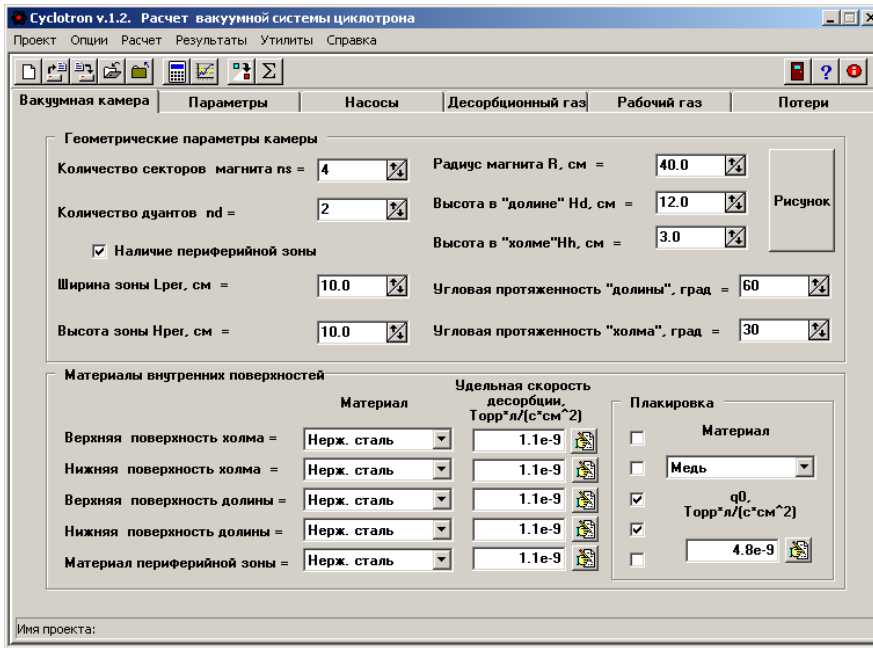 Cyclotron v.1.2. Расчет вакуумной системы циклотрона
Проект Опции Расчет Результаты Утилиты Справка
Вакуумная камера Параметры Насосы Десорбционный газ Рабочий газ Потери
Геометрические параметры камеры
Количество секторов магнита ns = 4
Радиус магнита R, см = 40.0
Рисунок
Количество дуантов nd = 2
Высота в "долине" Hd, см = 12.0
Наличие периферийной зоны
Высота в "холме"Hh, см = 3.0
Ширина зоны Lper, см = 10.0
Угловая протяженность "долины", град = 60
Высота зоны Hper, см = 10.0
Угловая протяженность "холма", град = 30
Материалы внутренних поверхностей
Материал
Удельная скорость
десорбции,
Торр*л/(с*см^2)
Верхняя поверхность холма = Нерж. сталь 1.1e-9
Нижняя поверхность холма = Нерж. сталь 1.1e-9
Верхняя поверхность долины = Нерж. сталь 1.1e-9
Нижняя поверхность долины = Нерж. сталь 1.1e-9
Материал периферийной зоны = Нерж. сталь 1.1e-9
Плакировка
Материал
Медь
q0,
Торр*л/(с*см^2)
4.8e-9
Имя проекта: